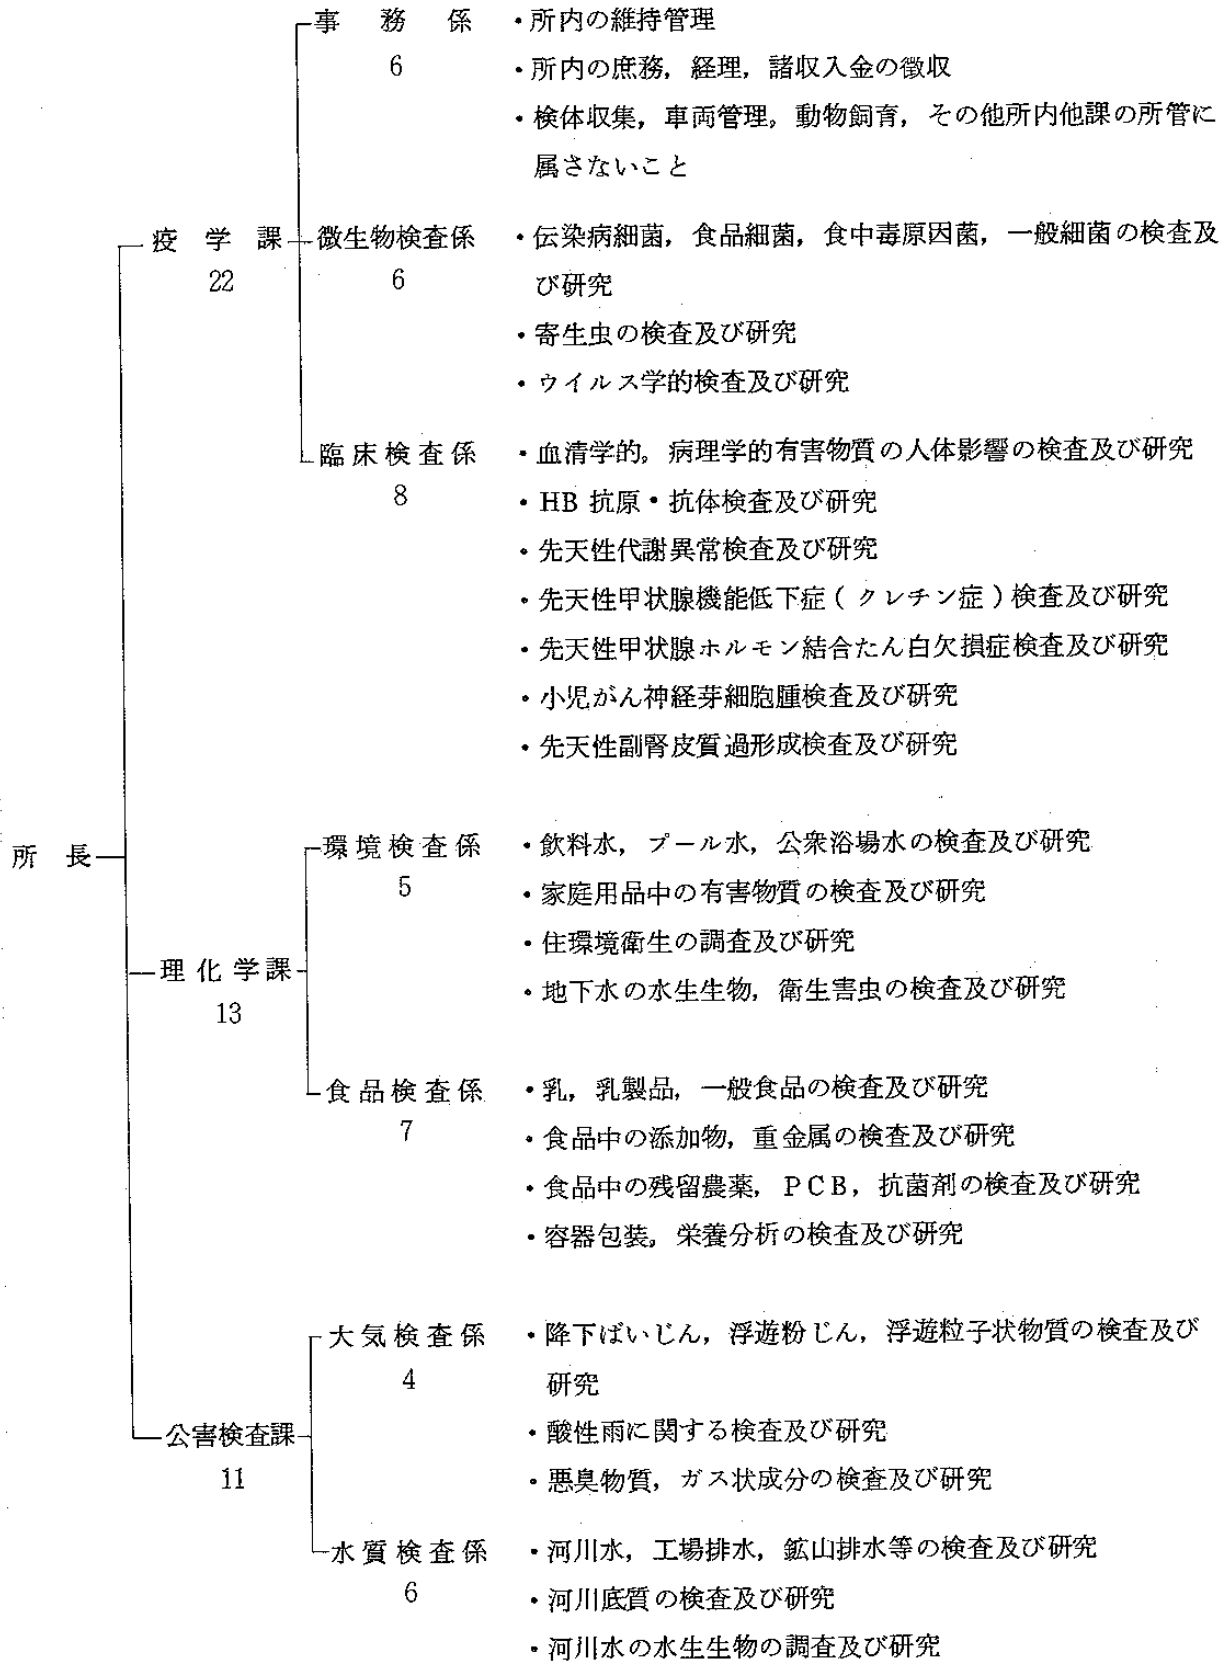 事務係
6
・所内の維持管理
・所内の庶務，経理，諸収入金の徴収
・検体収集，車両管理，動物飼育，その他所内他課の所管に
属さないこと
疫学課
22
微生物検査係
6
・伝染病細菌，食品細菌，食中毒原因菌，一般細菌の検査及
び研究
・寄生虫の検査及び研究
・ウイルス学的検査及び研究
臨床検査係
8
・血清学的，病理学的有害物質の人体影響の検査及び研究
・HB 抗原・抗体検査及び研究
・先天性代謝異常検査及び研究
・先天性甲状腺機能低下症（クレチン症）検査及び研究
・先天性甲状腺ホルモン結合たん白欠損症検査及び研究
・小児がん神経芽細胞腫検査及び研究
・先天性副腎皮質過形成検査及び研究
所長
環境検査係
5
・飲料水，プール水，公衆浴場水の検査及び研究
・家庭用品中の有害物質の検査及び研究
・住環境衛生の調査及び研究
・地下水の水生生物，衛生害虫の検査及び研究
理化学課
13
食品検査係
7
・乳，乳製品，一般食品の検査及び研究
・食品中の添加物，重金属の検査及び研究
・食品中の残留農薬，PCB，抗菌剤の検査及び研究
・容器包装，栄養分析の検査及び研究
大気検査係
4
・降下ばいじん，浮遊粉じん，浮遊粒子状物質の検査及び
研究
・酸性雨に関する検査及び研究
・悪臭物質，ガス状成分の検査及び研究
公害検査課
11
水質検査係
6
・河川水，工場排水，鉱山排水等の検査及び研究
・河川底質の検査及び研究
・河川水の水生生物の調査及び研究